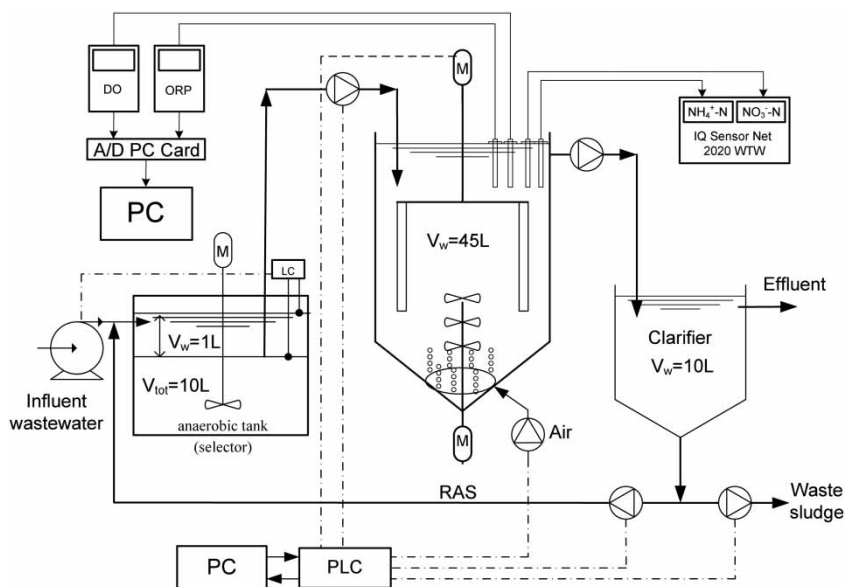 DO
ORP
A/D PC Card
PC
M
M
NH₄⁺-N
NO₃⁻-N
IQ Sensor Net
2020 WTW
V_w=45L
M
LC
V_w=1L
V_tot=10L
anaerobic tank
(selector)
Influent
wastewater
Effluent
Clarifier
V_w=10L
M
Air
RAS
Waste
sludge
PC
PLC